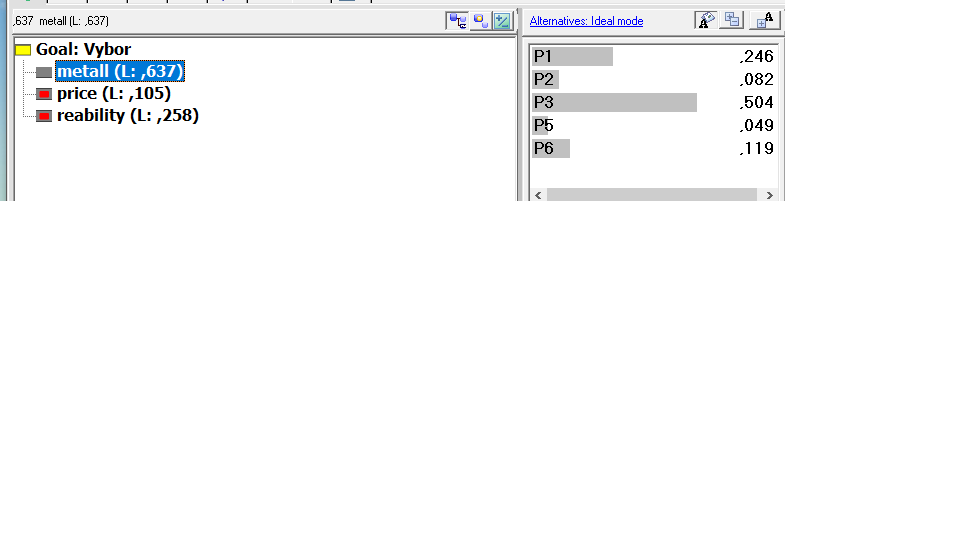 ,637 metall (L: ,637)
Goal: Vybor
metall (L: ,637)
price (L: ,105)
reability (L: ,258)
Alternatives: Ideal mode
P1 ,246
P2 ,082
P3 ,504
P5 ,049
P6 ,119